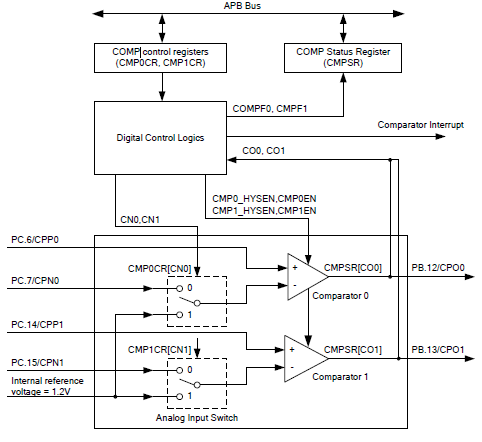 APB Bus
COMP control registers
(CMP0CR, CMP1CR)
COMP Status Register
(CMPSR)
COMPF0, CMPF1
Digital Control Logics
Comparator Interrupt
CO0, CO1
CMP0_HYSEN,CMP0EN
CMP1_HYSEN,CMP1EN
CN0,CN1
PC.6/CPP0
CMP0CR[CN0]
+
CMPSR[CO0]
PB.12/CPO0
PC.7/CPN0
0
-
Comparator 0
1
PC.14/CPP1
CMP1CR[CN1]
+
CMPSR[CO1]
PB.13/CPO1
PC.15/CPN1
0
-
Comparator 1
Internal reference
voltage = 1.2V
1
Analog Input Switch